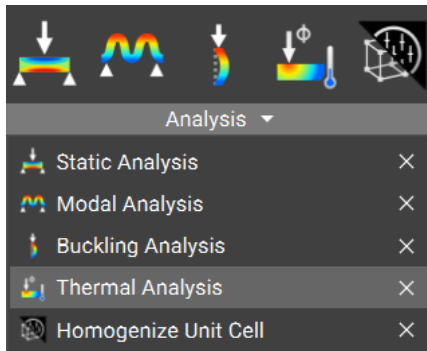 Analysis
Static Analysis
Modal Analysis
Buckling Analysis
Thermal Analysis
Homogenize Unit Cell